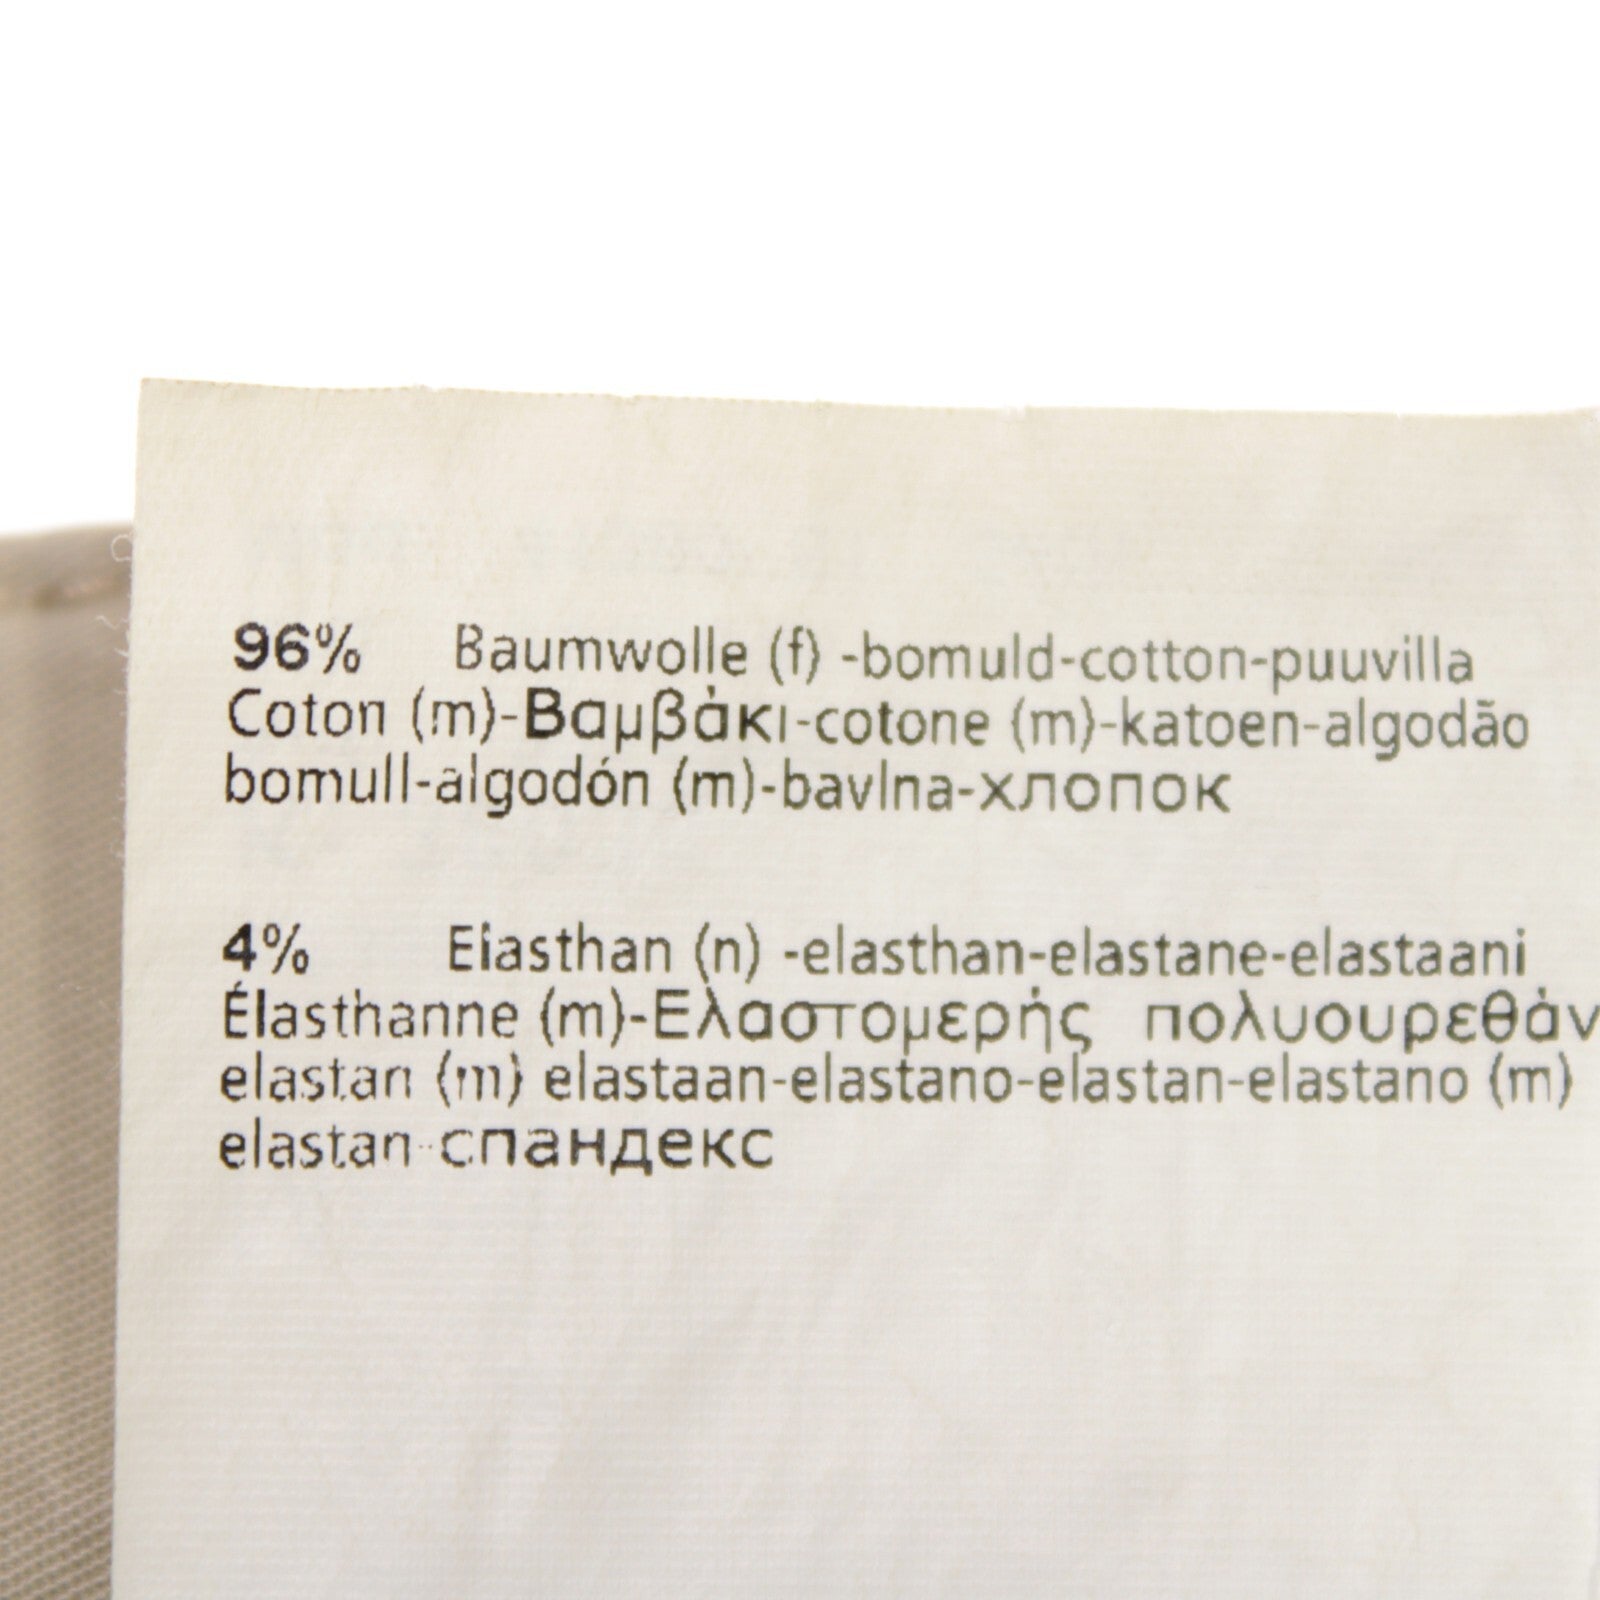 96% Baumwolle (f) -bomuld-cotton-puuvilla
Coton (m)-Βαμβάκι-cotone (m)-katoen-algodão
bomull-algodón (m)-bavlna-хлопок
4% Elasthan (n) -elasthan-elastane-elastaani
Élasthanne (m)-Ελαστομερής πολυουρεθάν
elastan (m) elastaan-elastano-elastan-elastano (m)
elastan-спандекс